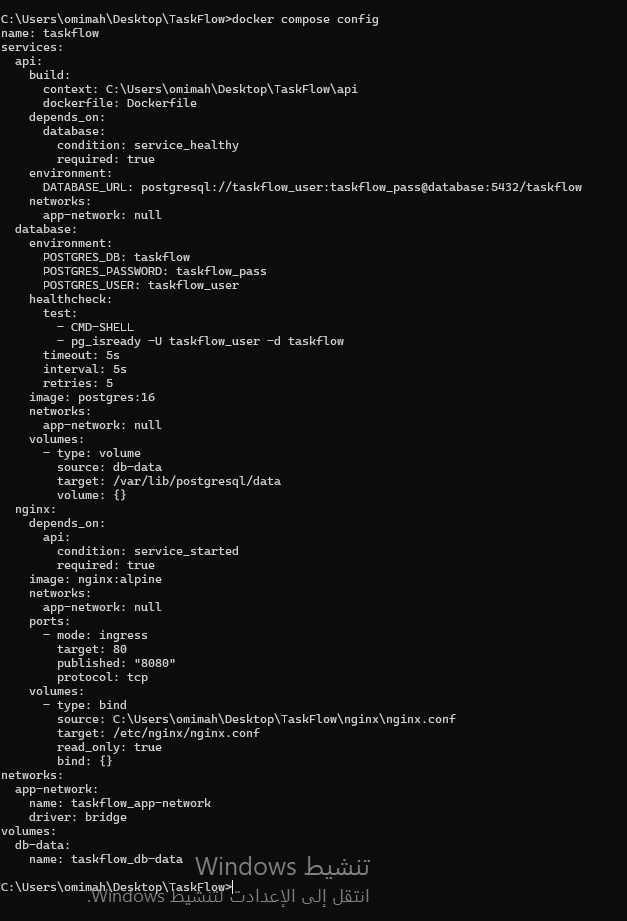 C:\Users\omimah\Desktop\TaskFlow>docker compose config
name: taskflow
services:
  api:
    build:
      context: C:\Users\omimah\Desktop\TaskFlow\api
      dockerfile: Dockerfile
    depends_on:
      database:
        condition: service_healthy
        required: true
    environment:
      DATABASE_URL: postgresql://taskflow_user:taskflow_pass@database:5432/taskflow
    networks:
      app-network: null
  database:
    environment:
      POSTGRES_DB: taskflow
      POSTGRES_PASSWORD: taskflow_pass
      POSTGRES_USER: taskflow_user
    healthcheck:
      test:
        - CMD-SHELL
        - pg_isready -U taskflow_user -d taskflow
      timeout: 5s
      interval: 5s
      retries: 5
    image: postgres:16
    networks:
      app-network: null
    volumes:
      - type: volume
        source: db-data
        target: /var/lib/postgresql/data
        volume: {}
  nginx:
    depends_on:
      api:
        condition: service_started
        required: true
    image: nginx:alpine
    networks:
      app-network: null
    ports:
      - mode: ingress
        target: 80
        published: "8080"
        protocol: tcp
    volumes:
      - type: bind
        source: C:\Users\omimah\Desktop\TaskFlow\nginx\nginx.conf
        target: /etc/nginx/nginx.conf
        read_only: true
        bind: {}
networks:
  app-network:
    name: taskflow_app-network
    driver: bridge
volumes:
  db-data:
    name: taskflow_db-data
تنشيط Windows
C:\Users\omimah\Desktop\TaskFlow>
انتقل إلى الإعدادت لتنشيط Windows.